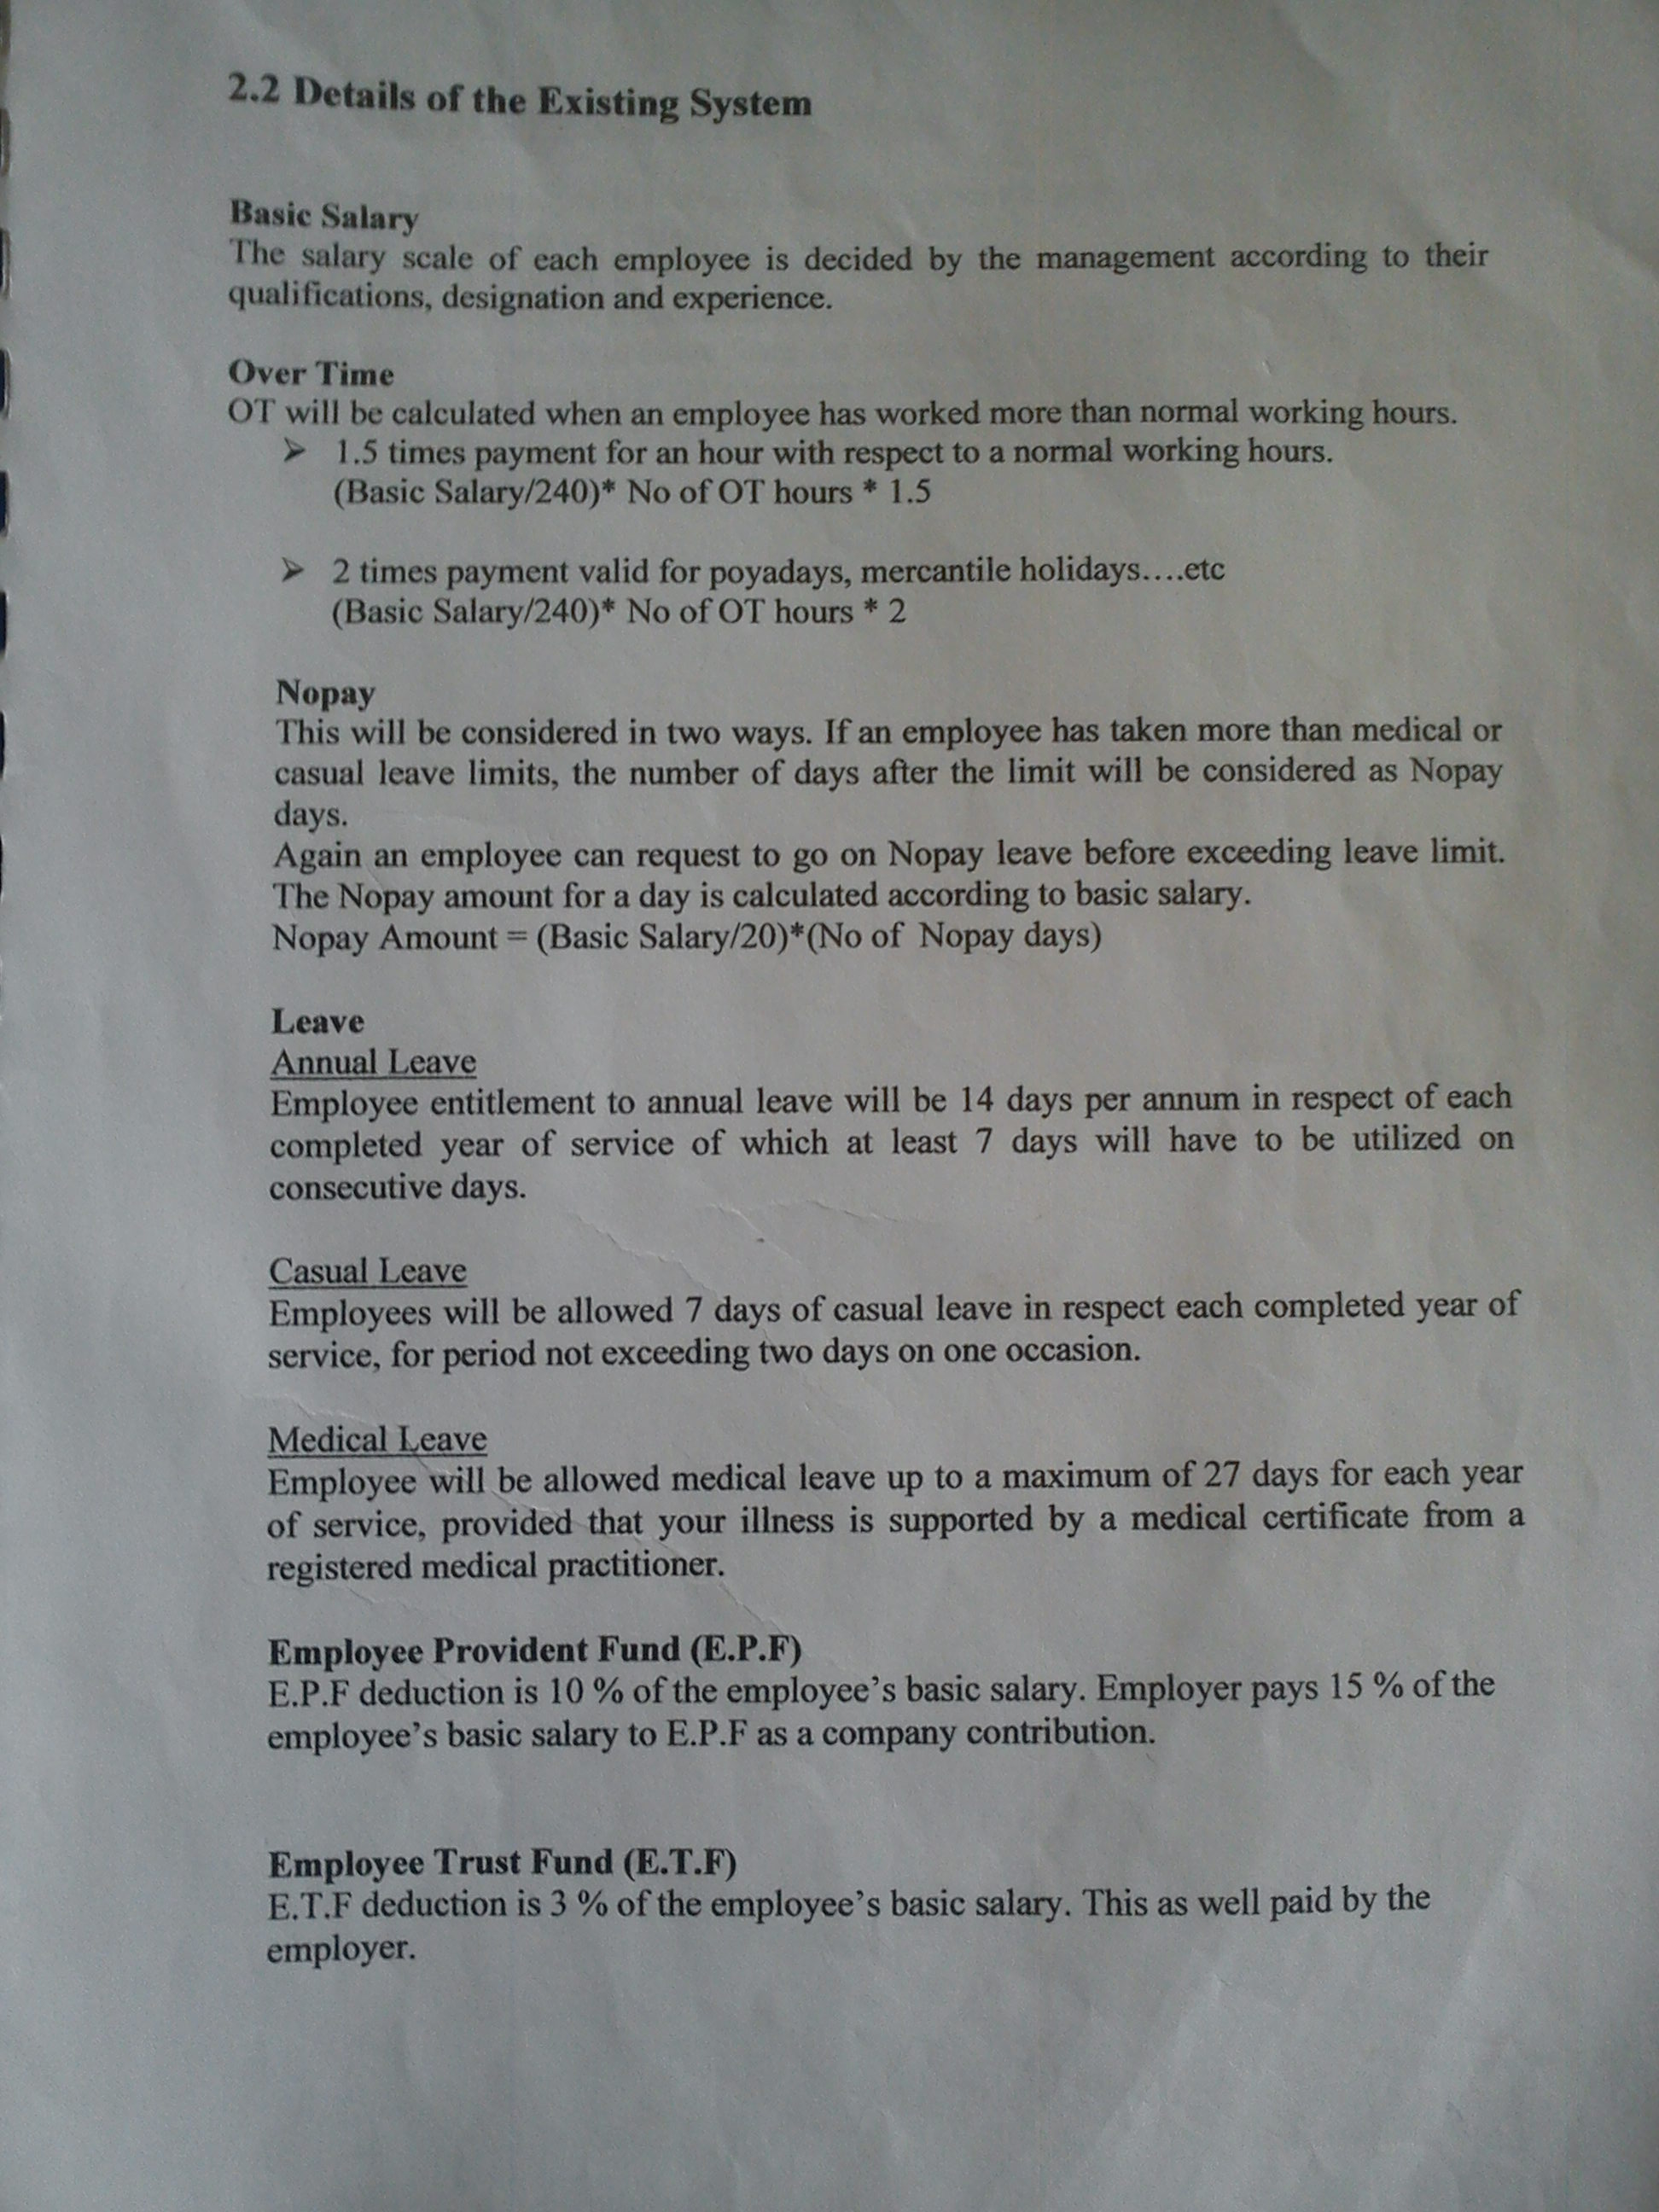 2.2 Details of the Existing System
Basic Salary
The salary scale of each employee is decided by the management according to their
qualifications, designation and experience.
Over Time
OT will be calculated when an employee has worked more than normal working hours.
➢ 1.5 times payment for an hour with respect to a normal working hours.
(Basic Salary/240)* No of OT hours * 1.5
➢ 2 times payment valid for poyadays, mercantile holidays....etc
(Basic Salary/240)* No of OT hours * 2
Nopay
This will be considered in two ways. If an employee has taken more than medical or
casual leave limits, the number of days after the limit will be considered as Nopay
days.
Again an employee can request to go on Nopay leave before exceeding leave limit.
The Nopay amount for a day is calculated according to basic salary.
Nopay Amount = (Basic Salary/20)*(No of Nopay days)
Leave
Annual Leave
Employee entitlement to annual leave will be 14 days per annum in respect of each
completed year of service of which at least 7 days will have to be utilized on
consecutive days.
Casual Leave
Employees will be allowed 7 days of casual leave in respect each completed year of
service, for period not exceeding two days on one occasion.
Medical Leave
Employee will be allowed medical leave up to a maximum of 27 days for each year
of service, provided that your illness is supported by a medical certificate from a
registered medical practitioner.
Employee Provident Fund (E.P.F)
E.P.F deduction is 10 % of the employee's basic salary. Employer pays 15 % of the
employee's basic salary to E.P.F as a company contribution.
Employee Trust Fund (E.T.F)
E.T.F deduction is 3 % of the employee's basic salary. This as well paid by the
employer.